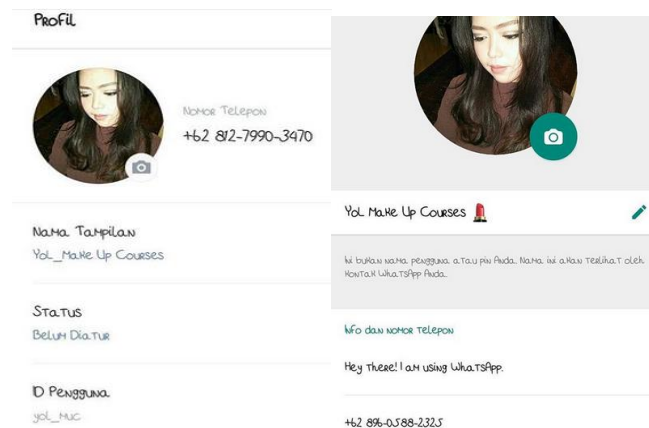 Profil
Nomor Telepon
+62 812-7990-3470
Nama Tampilan
Yol_Make Up Courses
Status
Belum Diatur
ID Pengguna
yol_muc
Yol Make Up Courses 💄
Ini bukan nama pengguna atau pin Anda. Nama ini akan terlihat oleh
kontak WhatsApp Anda.
Info dan nomor telepon
Hey There! I am using WhatsApp.
+62 896-0588-2325